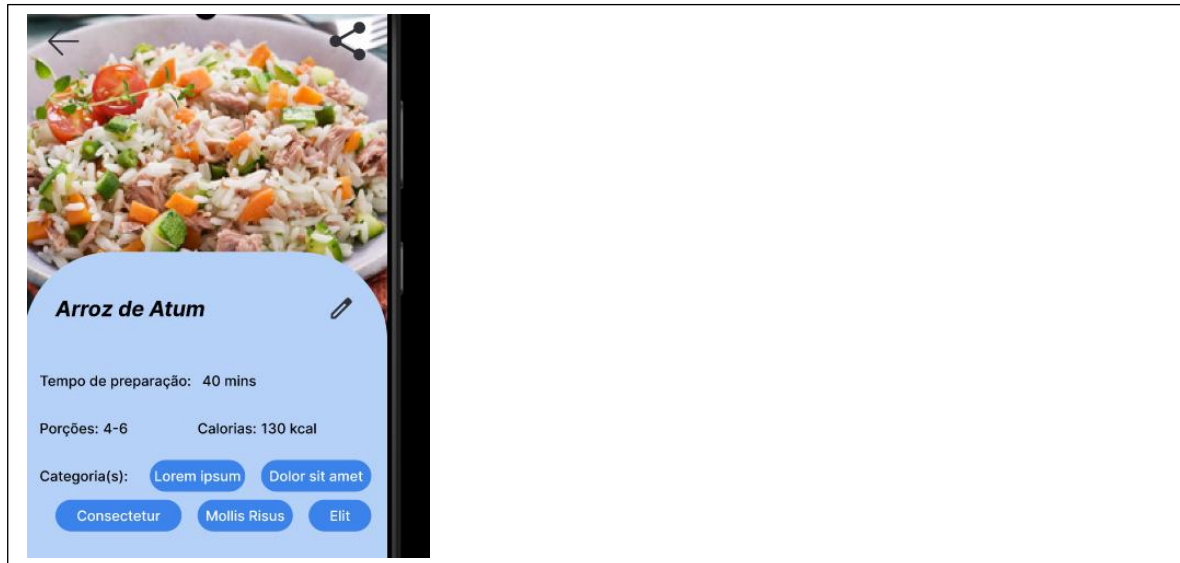 Arroz de Atum
Tempo de preparação: 40 mins
Porções: 4-6 Calorias: 130 kcal
Categoria(s): Lorem ipsum Dolor sit amet
Consectetur Mollis Risus Elit